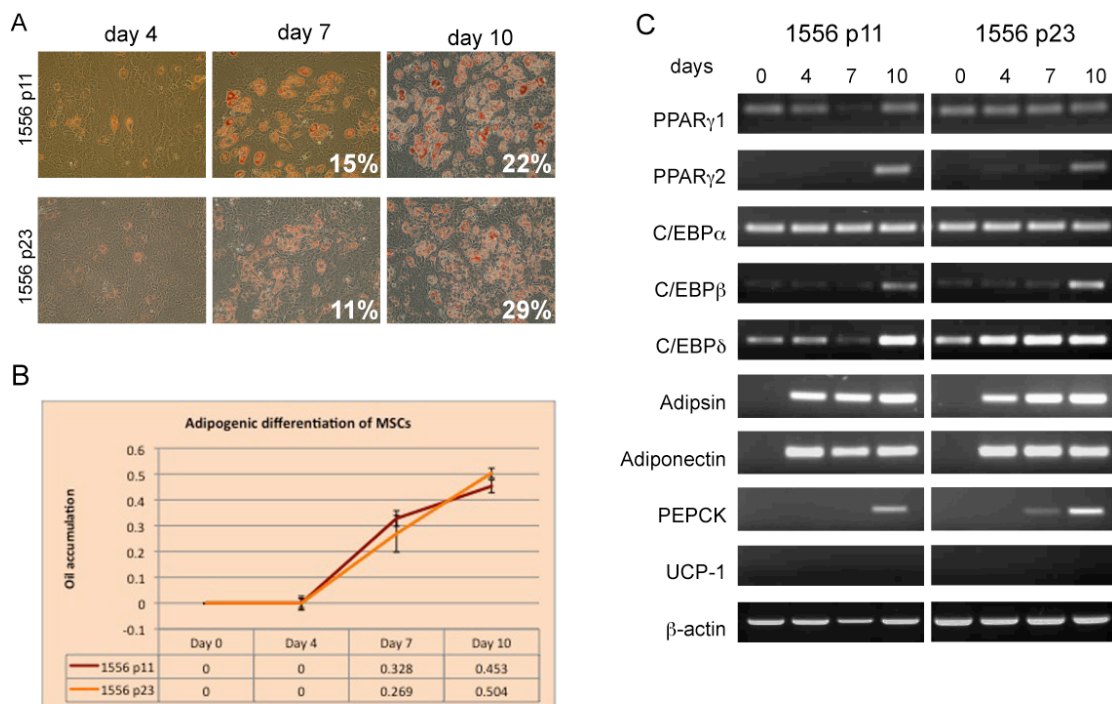 A
day 4 day 7 day 10
1556 p11
15%
22%
1556 p23
11%
29%
B
Adipogenic differentiation of MSCs
Oil accumulation
0.6
0.5
0.4
0.3
0.2
0.1
0
-0.1
Day 0 Day 4 Day 7 Day 10
1556 p11 0 0 0.328 0.453
1556 p23 0 0 0.269 0.504
C
1556 p11 1556 p23
days 0 4 7 10 0 4 7 10
PPARγ1
PPARγ2
C/EBPα
C/EBPβ
C/EBPδ
Adipsin
Adiponectin
PEPCK
UCP-1
β-actin